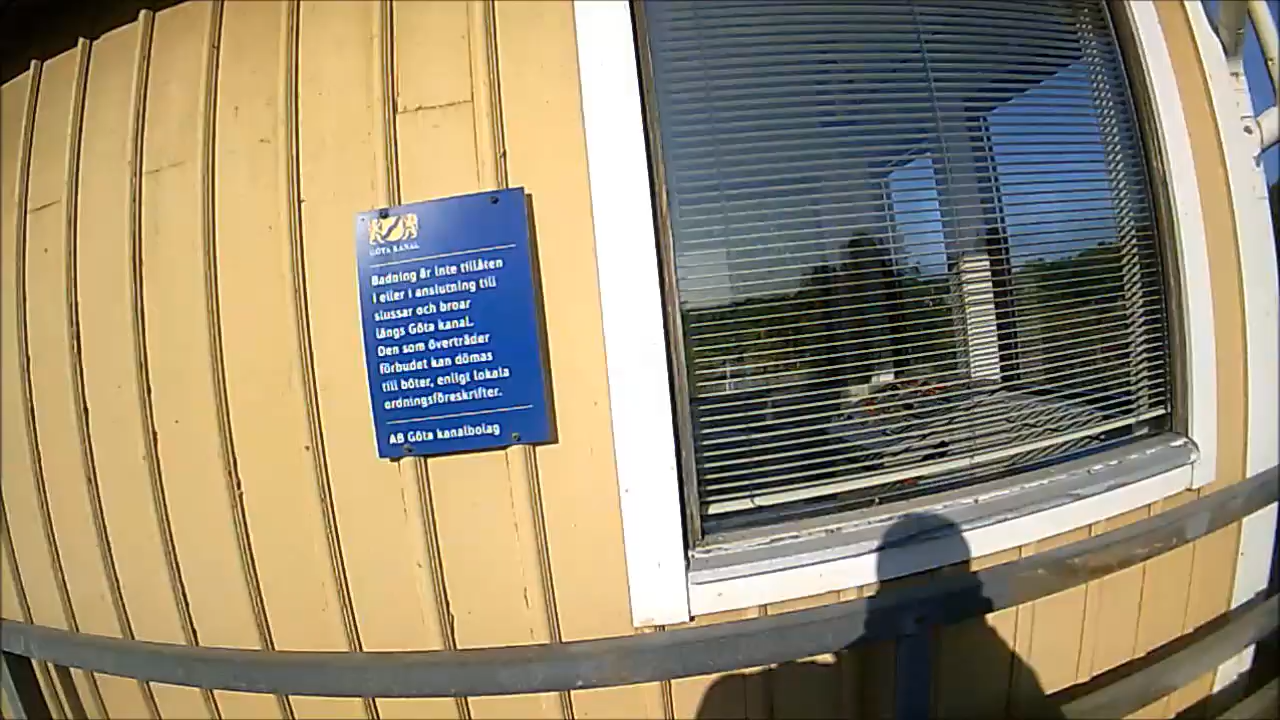 GÖTA KANAL
Badning är inte tillåten
i eller i anslutning till
slussar och broar
längs Göta kanal.
Den som överträder
förbudet kan dömas
till böter, enligt lokala
ordningsföreskrifter.
AB Göta kanalbolag